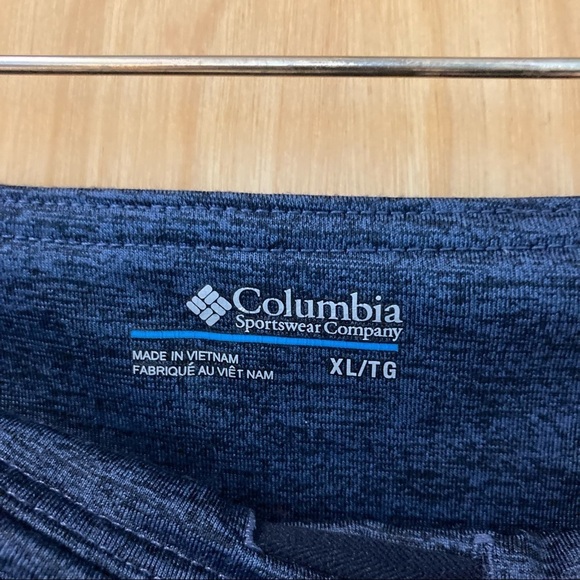 Columbia
Sportswear Company
MADE IN VIETNAM
FABRIQUÉ AU VIÊT NAM
XL/TG